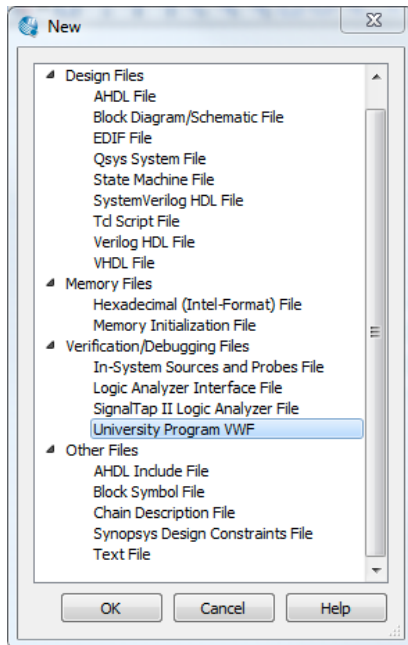 New
Design Files
AHDL File
Block Diagram/Schematic File
EDIF File
Qsys System File
State Machine File
SystemVerilog HDL File
Tcl Script File
Verilog HDL File
VHDL File
Memory Files
Hexadecimal (Intel-Format) File
Memory Initialization File
Verification/Debugging Files
In-System Sources and Probes File
Logic Analyzer Interface File
SignalTap II Logic Analyzer File
University Program VWF
Other Files
AHDL Include File
Block Symbol File
Chain Description File
Synopsys Design Constraints File
Text File
OK Cancel Help